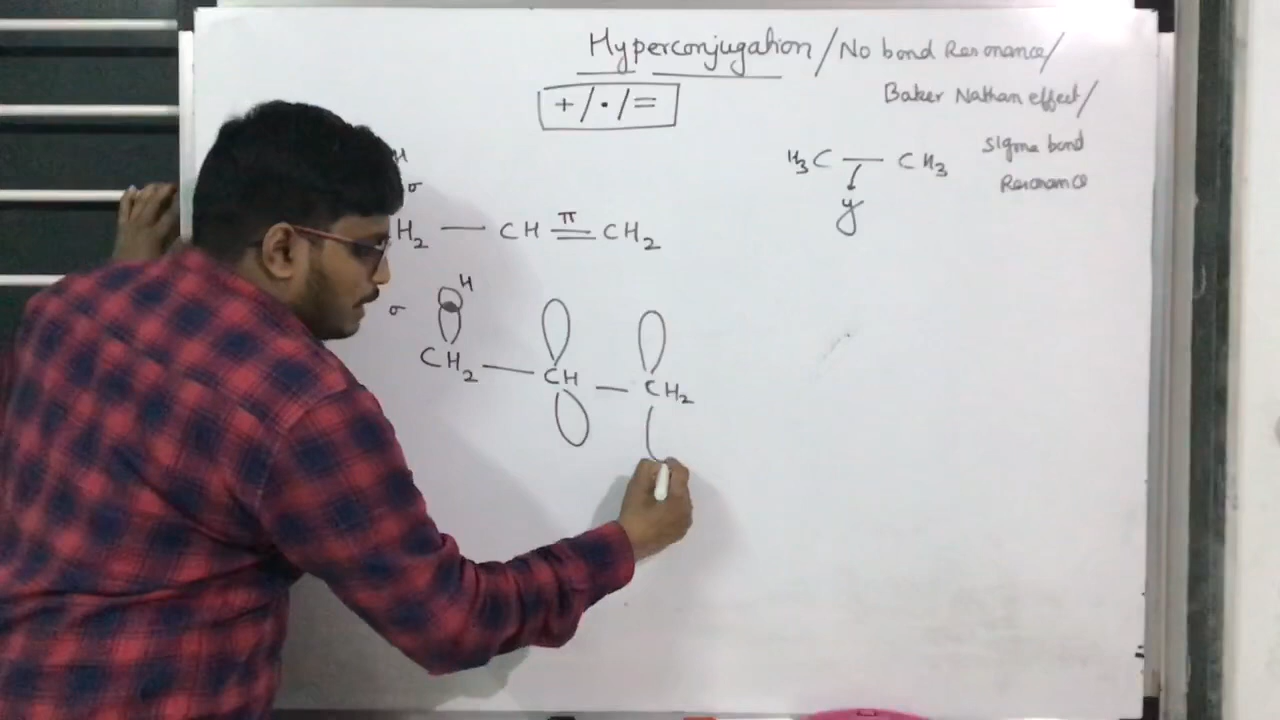 Hyperconjugation / No bond Resonance/
Baker Nathan effect/
Sigma bond
Resonance
+/·/=
H₃C — CH₃
y
H
σ
H₂ — CH = CH₂
π
H
σ
CH₂ — CH — CH₂